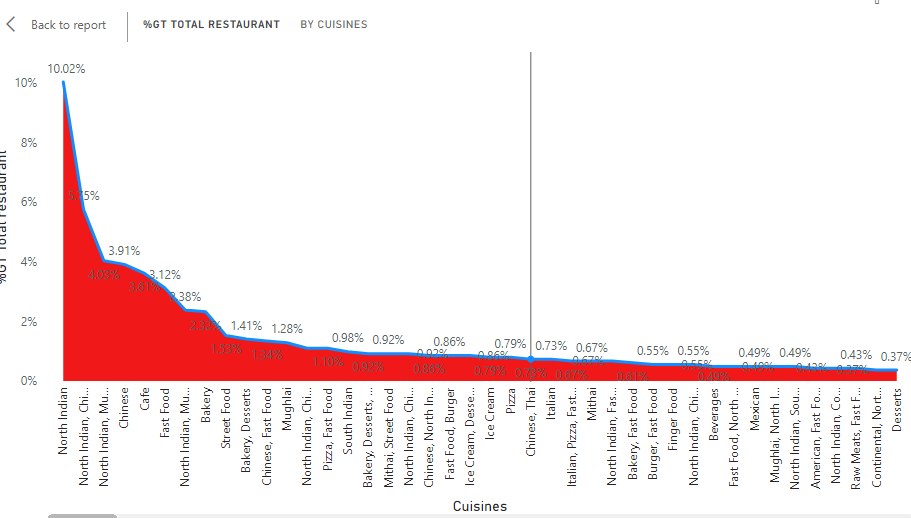 Back to report
%GT TOTAL RESTAURANT
BY CUISINES
%GT Total restaurant
10%
8%
6%
4%
2%
0%
10.02%
3.91%
3.12%
2.38%
1.41%
1.28%
0.98%
0.92%
0.86%
0.79%
0.73%
0.67%
0.55%
0.55%
0.49%
0.49%
0.43%
0.37%
North Indian
North Indian, Chi...
North Indian, Mu...
Chinese
Cafe
Fast Food
North Indian, Mu...
Bakery
Street Food
Bakery, Desserts
Chinese, Fast Food
Mughlai
North Indian, Chi...
Pizza, Fast Food
South Indian
Bakery, Desserts, ...
Mithai, Street Food
North Indian, Chi...
Chinese, North In...
Fast Food, Burger
Ice Cream, Desse...
Ice Cream
Pizza
Chinese, Thai
Italian
Italian, Pizza, Fast...
Mithai
North Indian, Fas...
Bakery, Fast Food
Burger, Fast Food
Finger Food
North Indian, Chi...
Beverages
Fast Food, North ...
Mexican
Mughlai, North I...
North Indian, Sou...
American, Fast Fo...
North Indian, Co...
Raw Meats, Fast F...
Continental, Nort...
Desserts
Cuisines